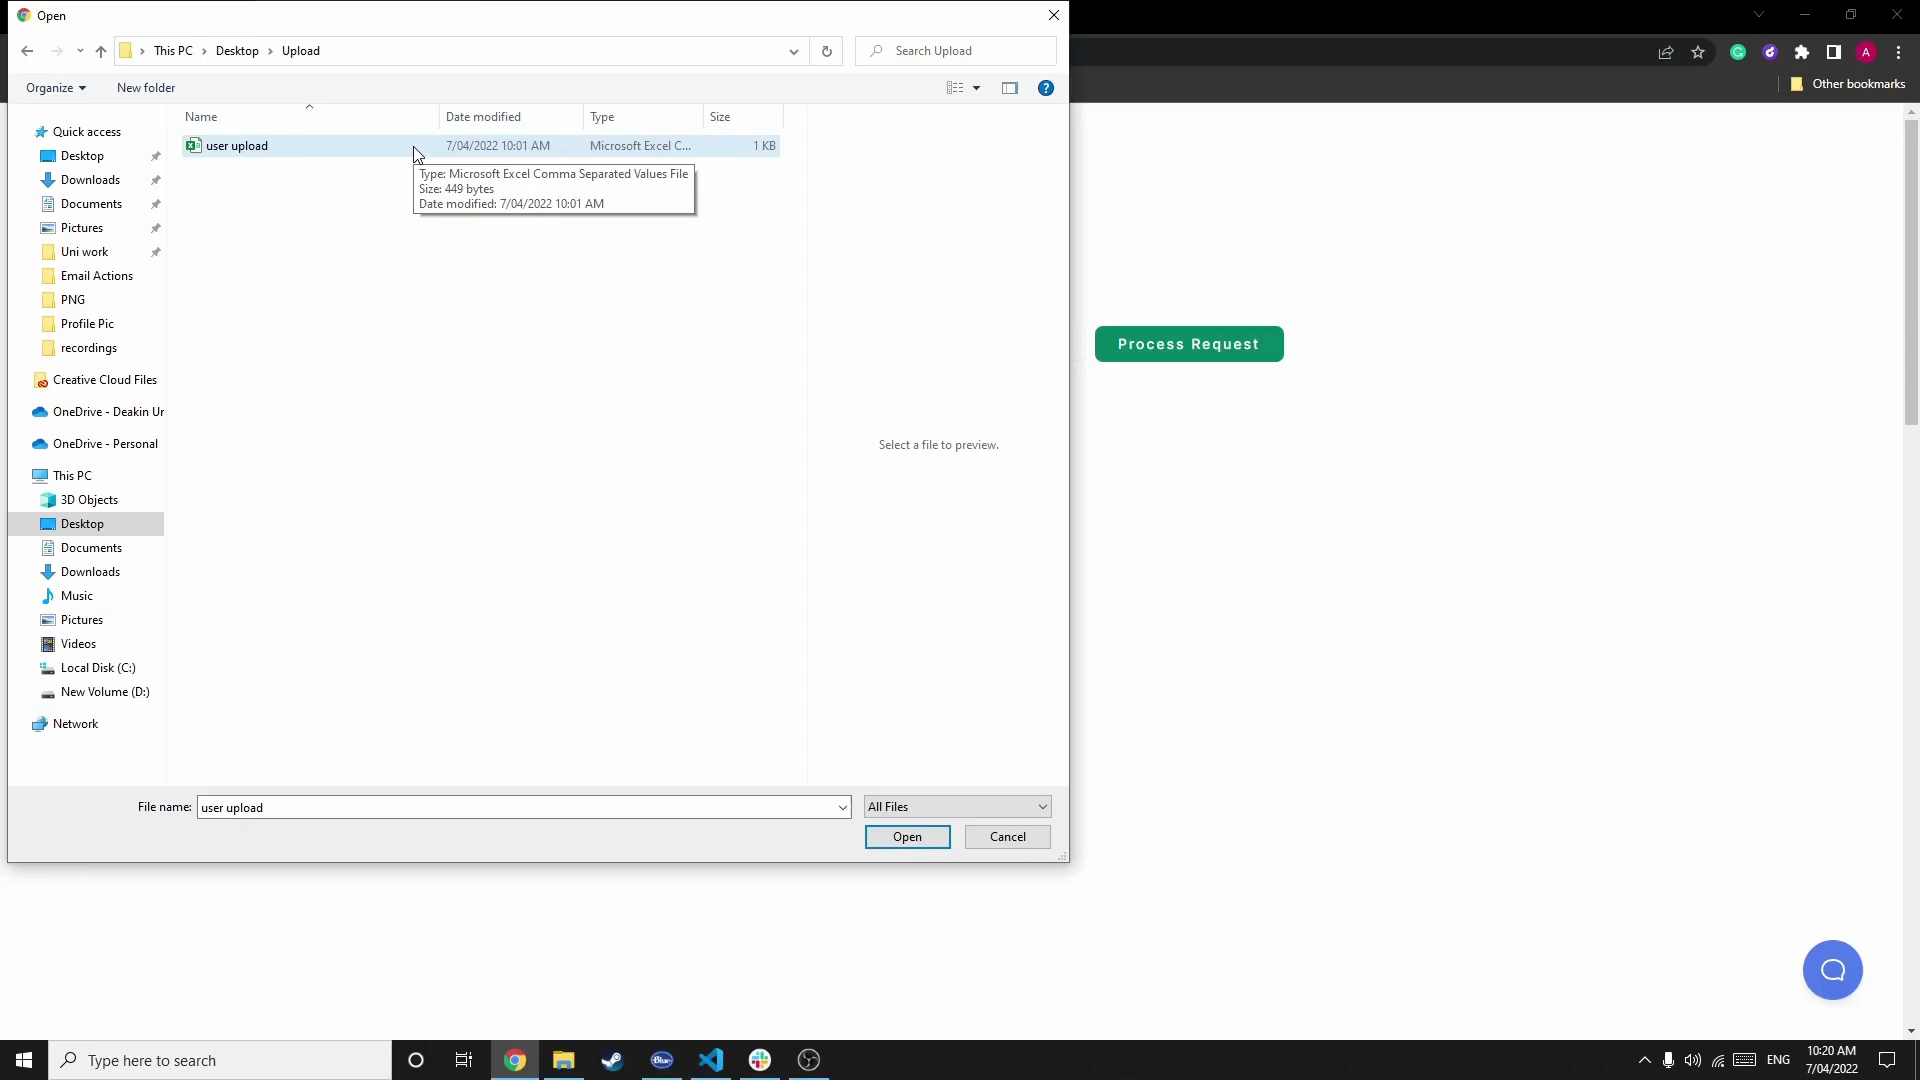 Open
This PC
Desktop
Upload
Search Upload
Organize
New folder
Name
Date modified
Type
Size
user upload
7/04/2022 10:01 AM
Microsoft Excel C...
1 KB
Type: Microsoft Excel Comma Separated Values File
Size: 449 bytes
Date modified: 7/04/2022 10:01 AM
Quick access
Desktop
Downloads
Documents
Pictures
Uni work
Email Actions
PNG
Profile Pic
recordings
Creative Cloud Files
OneDrive - Deakin Ur
OneDrive - Personal
This PC
3D Objects
Desktop
Documents
Downloads
Music
Pictures
Videos
Local Disk (C:)
New Volume (D:)
Network
Select a file to preview.
File name:
user upload
All Files
Open
Cancel
A
Other bookmarks
Process Request
Type here to search
Blue
ENG
10:20 AM
7/04/2022